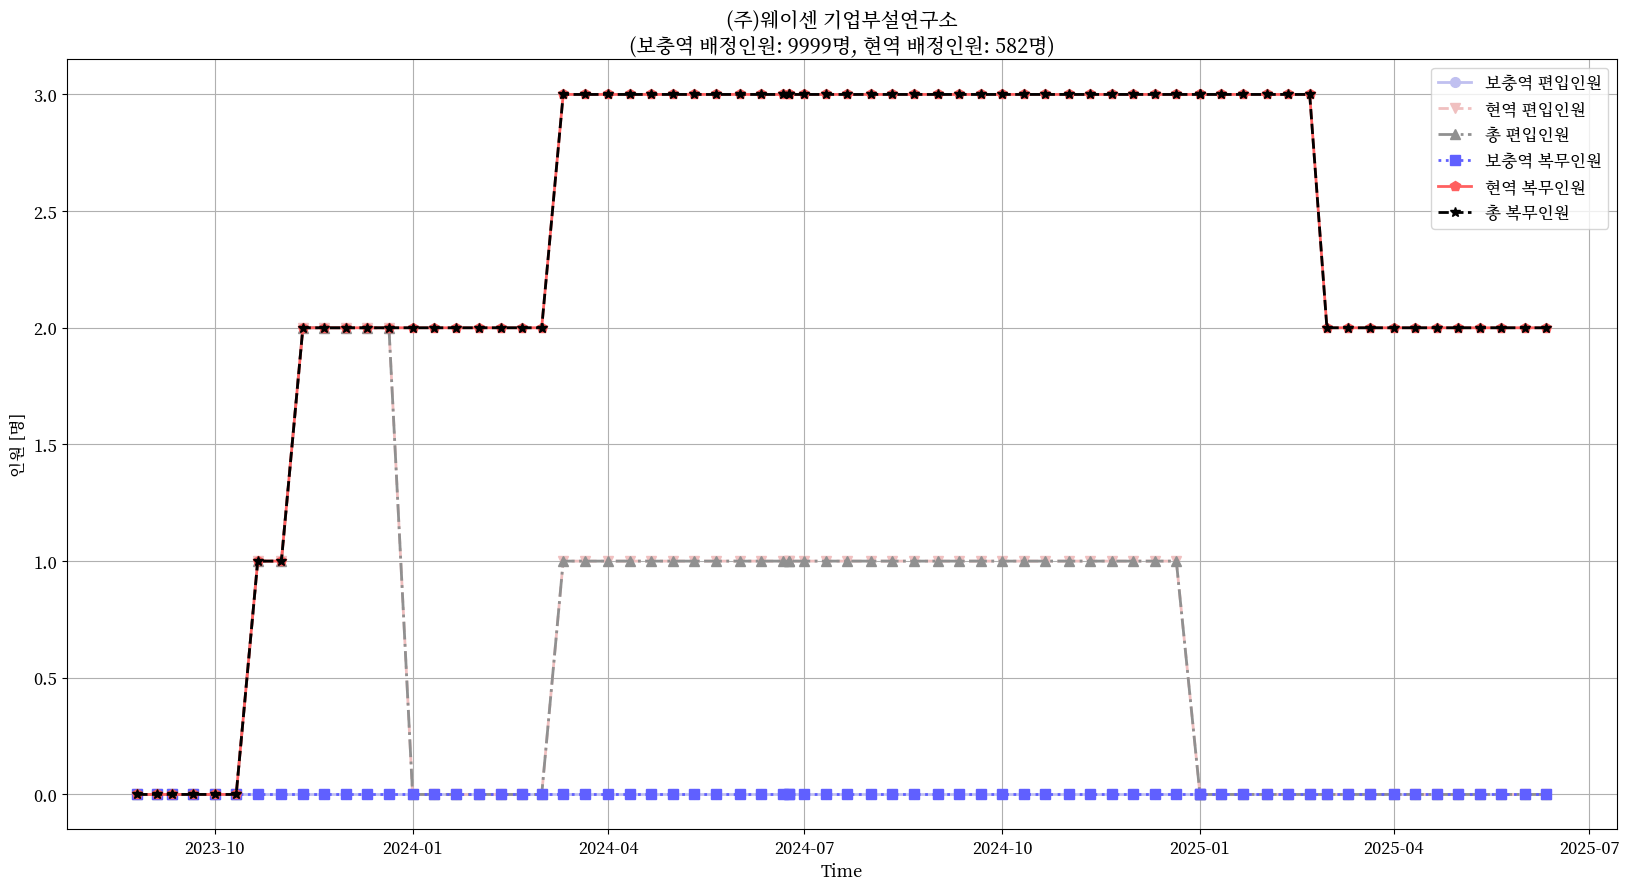 (주)웨이센 기업부설연구소
(보충역 배정인원: 9999명, 현역 배정인원: 582명)
보충역 편입인원
현역 편입인원
총 편입인원
보충역 복무인원
현역 복무인원
총 복무인원
인원 [명]
3.0
2.5
2.0
1.5
1.0
0.5
0.0
2023-10
2024-01
2024-04
2024-07
2024-10
2025-01
2025-04
2025-07
Time